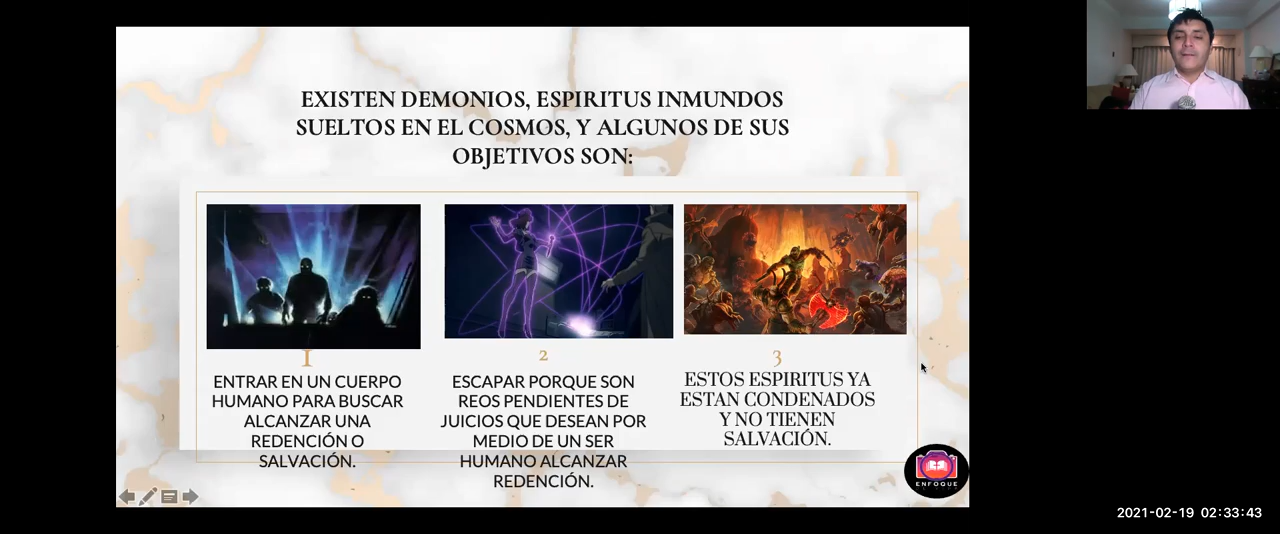 EXISTEN DEMONIOS, ESPIRITUS INMUNDOS
SUELTOS EN EL COSMOS, Y ALGUNOS DE SUS
OBJETIVOS SON:
1
ENTRAR EN UN CUERPO
HUMANO PARA BUSCAR
ALCANZAR UNA
REDENCIÓN O
SALVACIÓN.
2
ESCAPAR PORQUE SON
REOS PENDIENTES DE
JUICIOS QUE DESEAN POR
MEDIO DE UN SER
HUMANO ALCANZAR
REDENCIÓN.
3
ESTOS ESPIRITUS YA
ESTAN CONDENADOS
Y NO TIENEN
SALVACIÓN.
ENFOQUE
2021-02-19 02:33:43